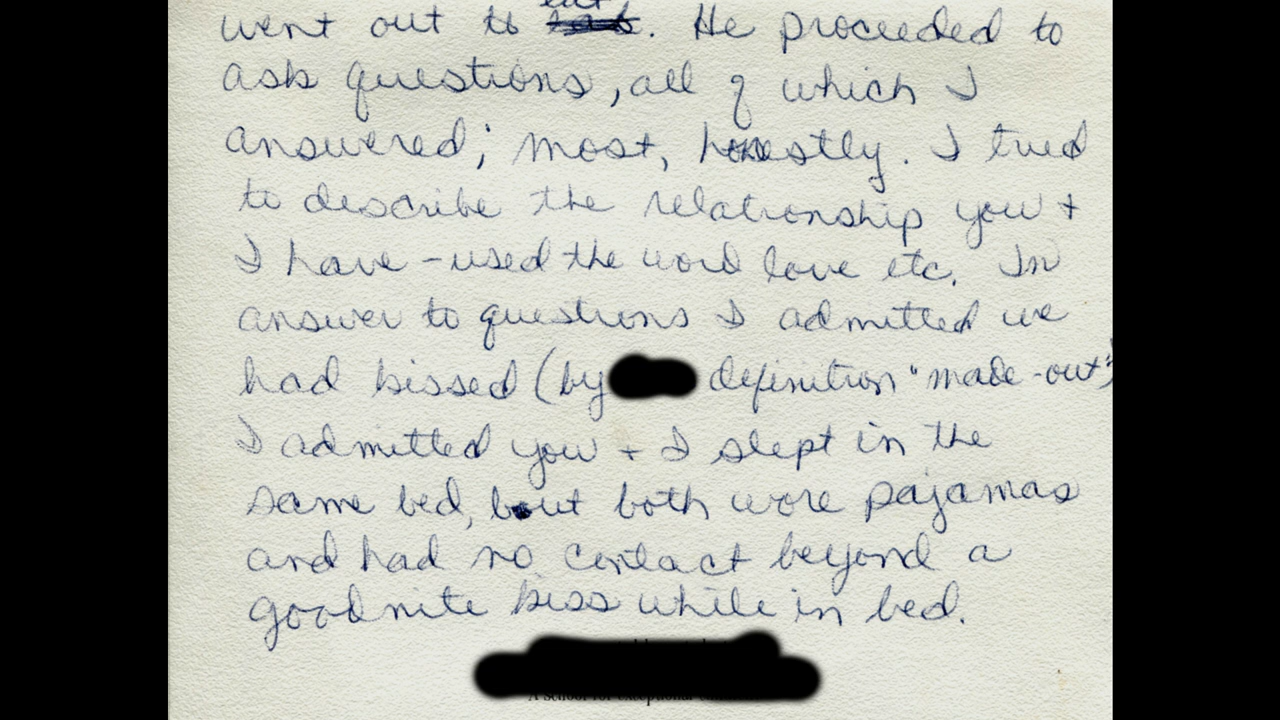 went out to eat. He proceeded to
ask questions, all of which I
answered; most, honestly. I tried
to describe the relationship you +
I have - used the word love etc. In
answer to questions I admitted we
had kissed (by definition "made-out")
I admitted you + I slept in the
same bed, but both wore pajamas
and had no contact beyond a
goodnite kiss while in bed.
A school for exceptional